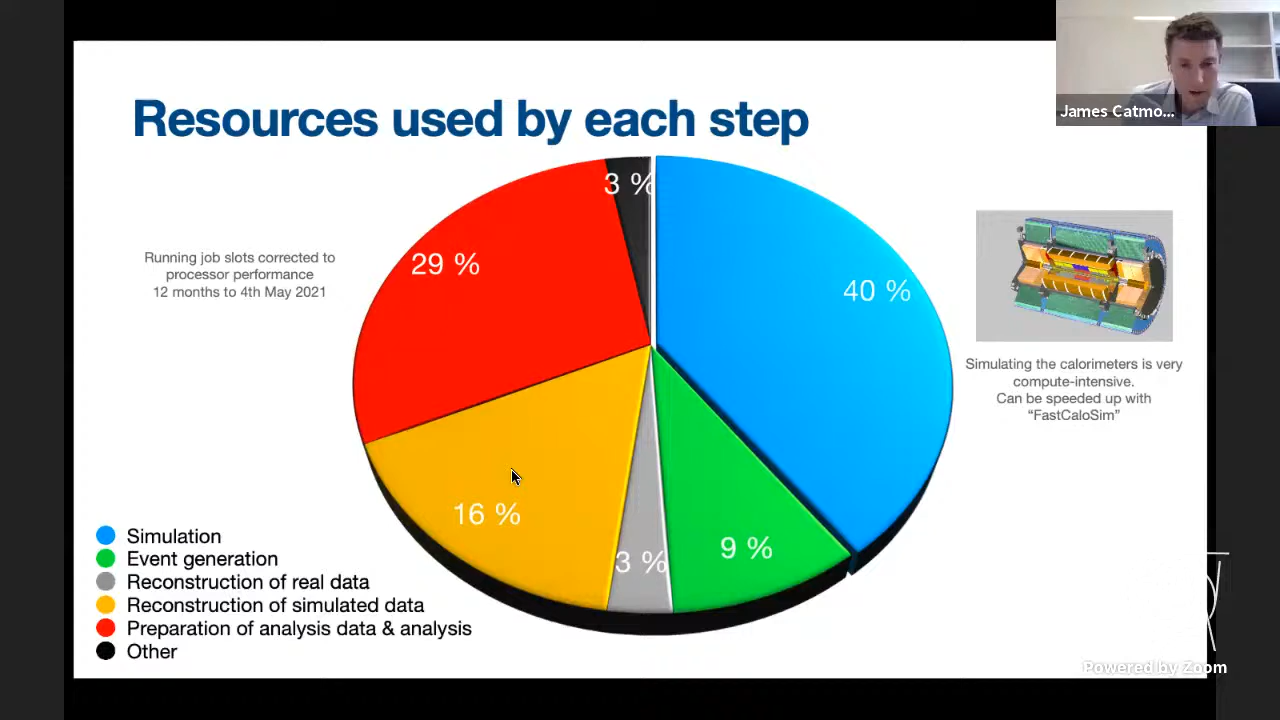 James Catmo...
Resources used by each step
3 %
29 %
40 %
Running job slots corrected to
processor performance
12 months to 4th May 2021
Simulating the calorimeters is very
compute-intensive.
Can be speeded up with
“FastCaloSim”
16 %
3 %
9 %
Simulation
Event generation
Reconstruction of real data
Reconstruction of simulated data
Preparation of analysis data & analysis
Other
Powered by Zoom